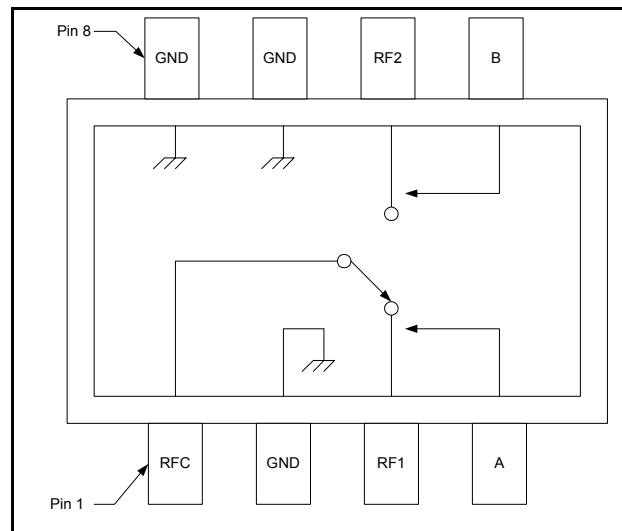 Pin 8
GND
GND
RF2
B
RFC
GND
RF1
A
Pin 1